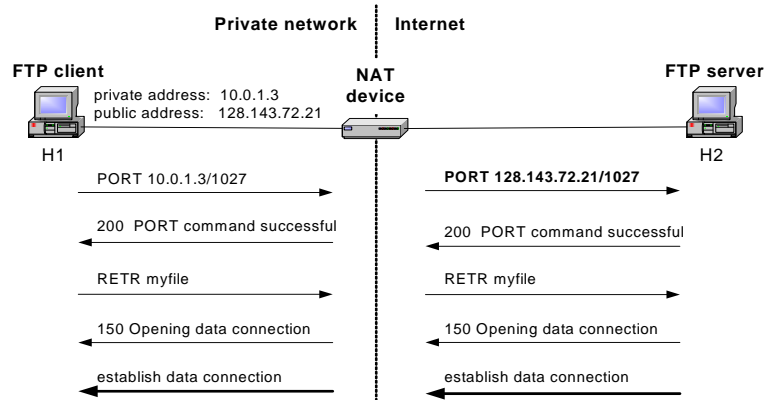 Private network Internet
FTP client
NAT
device
FTP server
private address: 10.0.1.3
public address: 128.143.72.21
H1
H2
PORT 10.0.1.3/1027
PORT 128.143.72.21/1027
200 PORT command successful
200 PORT command successful
RETR myfile
RETR myfile
150 Opening data connection
150 Opening data connection
establish data connection
establish data connection